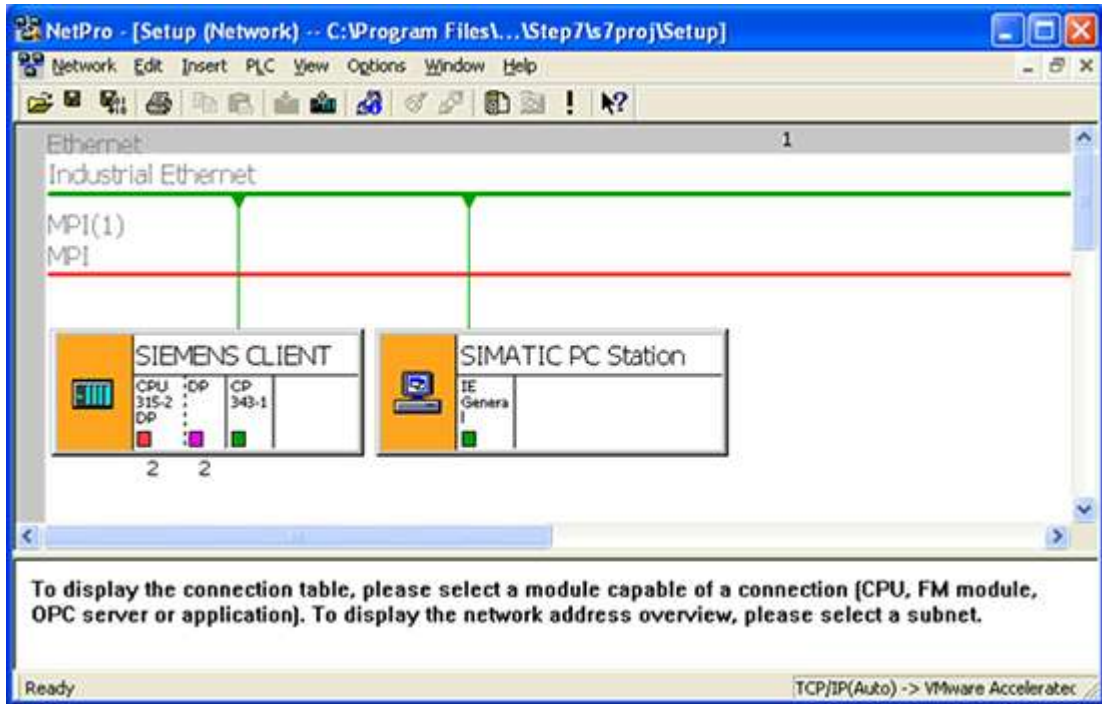 NetPro - [Setup (Network) -- C:\Program Files\...\Step7\s7proj\Setup]
Network Edit Insert PLC View Options Window Help
Ethernet 1
Industrial Ethernet
MPI(1)
MPI
SIEMENS CLIENT
CPU 315-2 DP
DP
CP 343-1
2 2
SIMATIC PC Station
IE
Genera
l
To display the connection table, please select a module capable of a connection (CPU, FM module,
OPC server or application). To display the network address overview, please select a subnet.
Ready TCP/IP(Auto) -> VMware Acceleratec